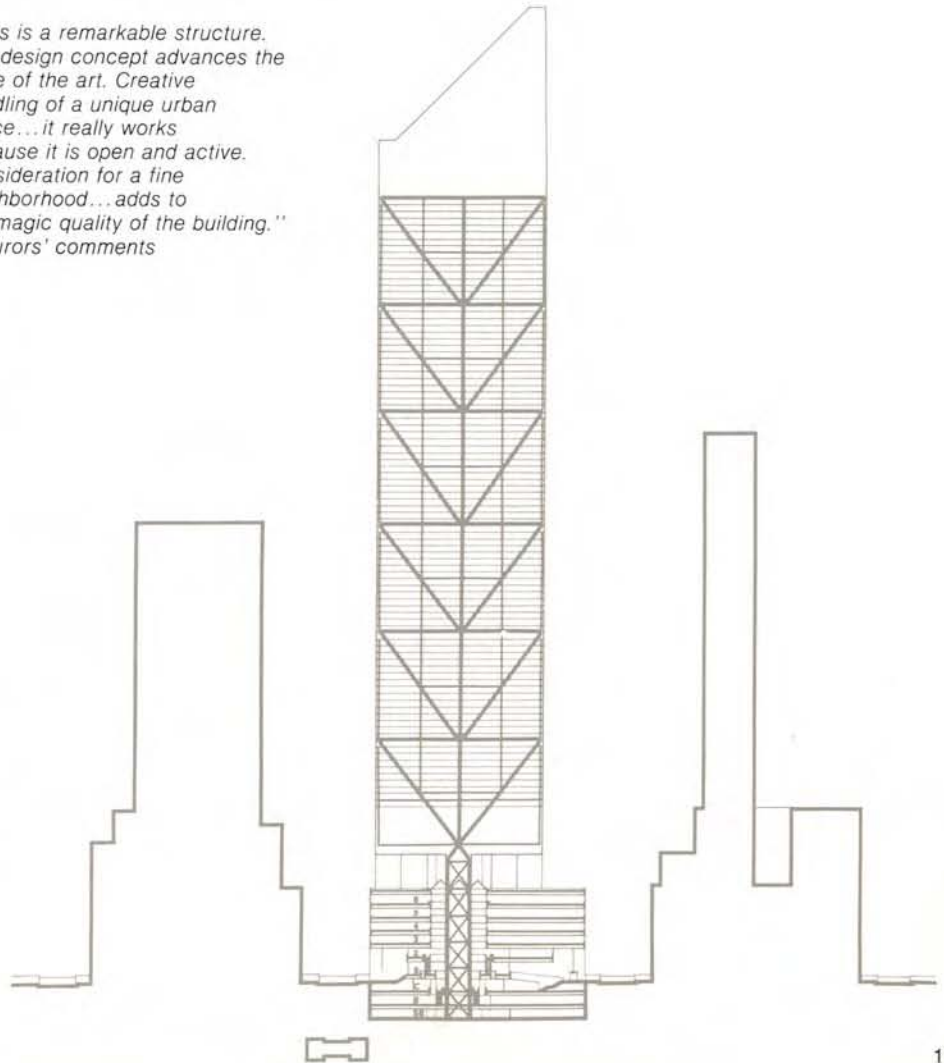 s is a remarkable structure.
design concept advances the
e of the art. Creative
dling of a unique urban
ce...it really works
ause it is open and active.
sideration for a fine
hborhood...adds to
magic quality of the building."
urors' comments
1